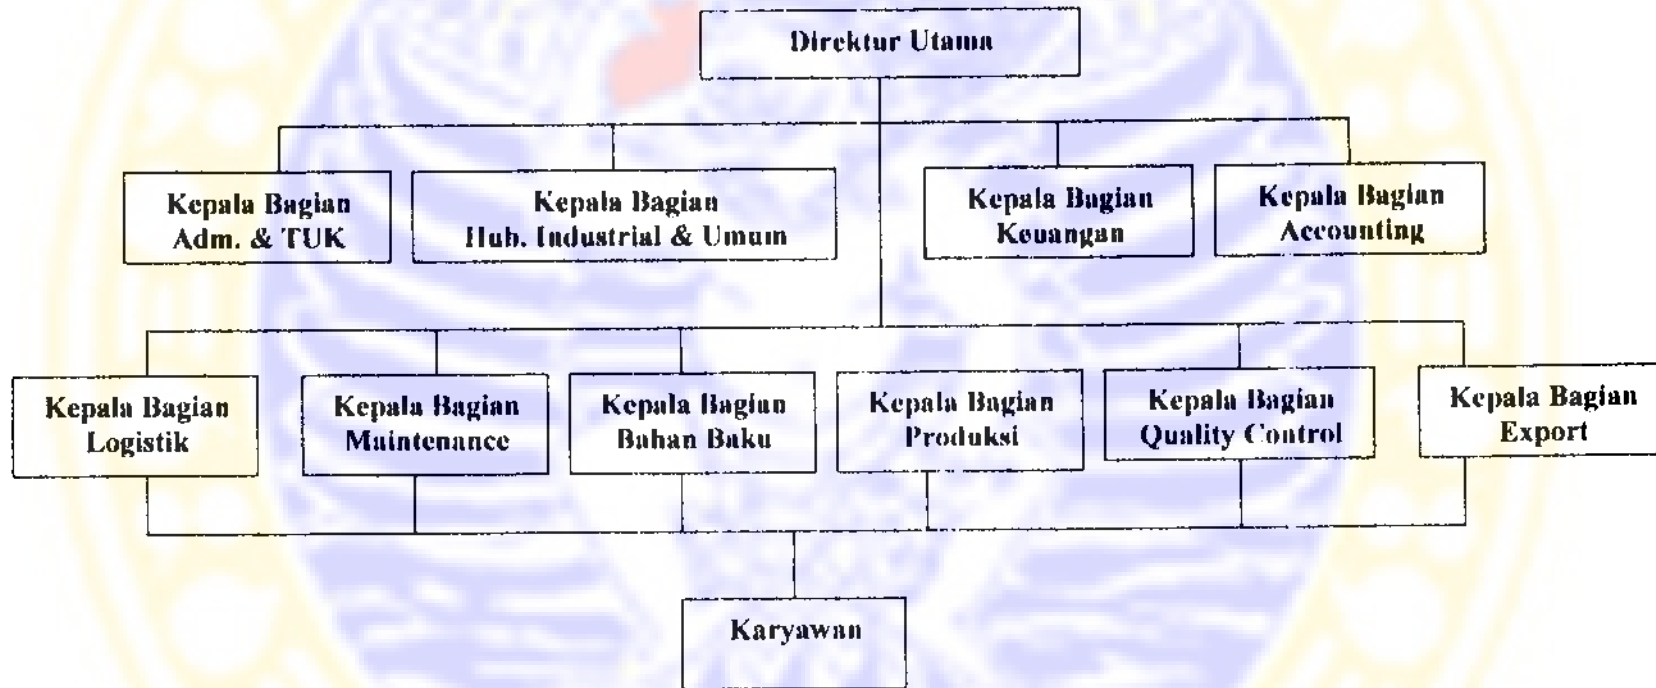 Direktur Utama
Kepala Bagian
Adm. & TUK
Kepala Bagian
Hub. Industrial & Umum
Kepala Bagian
Keuangan
Kepala Bagian
Accounting
Kepala Bagian
Logistik
Kepala Bagian
Maintenance
Kepala Bagian
Bahan Baku
Kepala Bagian
Produksi
Kepala Bagian
Quality Control
Kepala Bagian
Export
Karyawan